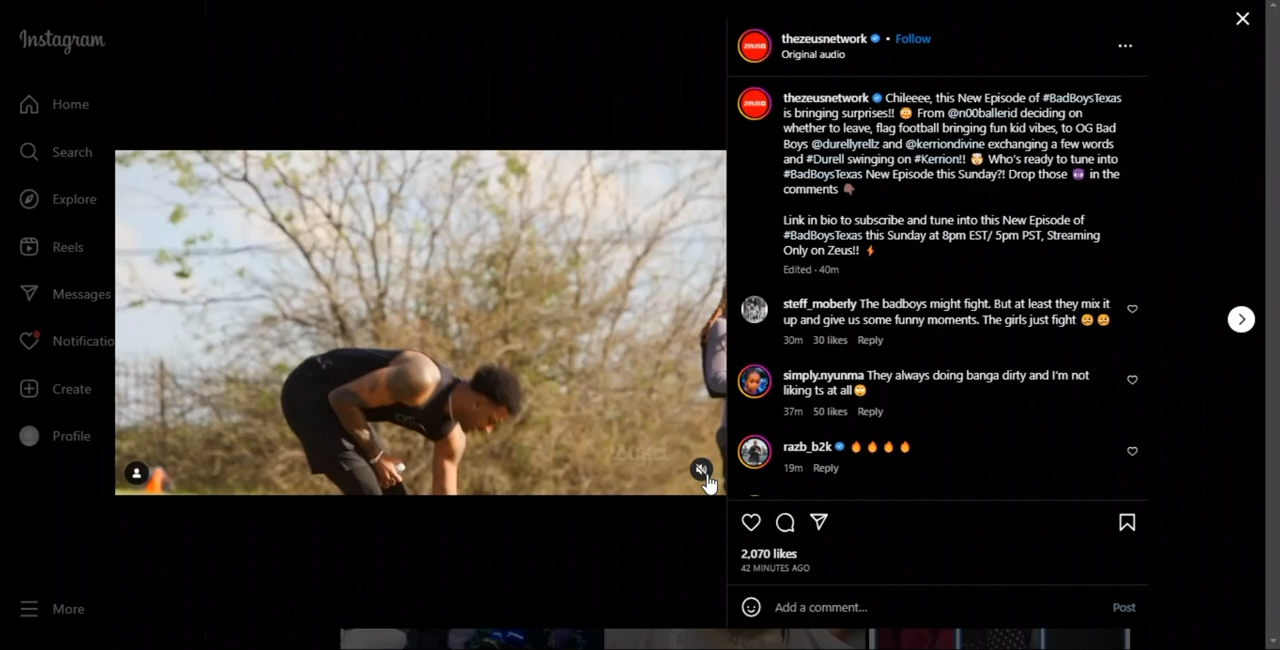 Instagram
Home
Search
Explore
Reels
Messages
Notificatio
Create
Profile
More
zeus
thezeusnetwork • Follow
Original audio
zeus
thezeusnetwork Chileeee, this New Episode of #BadBoysTexas
is bringing surprises!! 😳 From @n00ballerid deciding on
whether to leave, flag football bringing fun kid vibes, to OG Bad
Boys @durellyrellz and @kerriondivine exchanging a few words
and #Durell swinging on #Kerrion!! 🤯 Who's ready to tune into
#BadBoysTexas New Episode this Sunday?! Drop those 😈 in the
comments 👇🏾
Link in bio to subscribe and tune into this New Episode of
#BadBoysTexas this Sunday at 8pm EST/ 5pm PST, Streaming
Only on Zeus!! ⚡
Edited · 40m
steff_moberly The badboys might fight. But at least they mix it
up and give us some funny moments. The girls just fight 😕 😕
30m 30 likes Reply
simply.nyunma They always doing banga dirty and I'm not
liking ts at all🙄
37m 50 likes Reply
razb_b2k 🔥 🔥 🔥 🔥
19m Reply
2,070 likes
42 MINUTES AGO
Add a comment...
Post